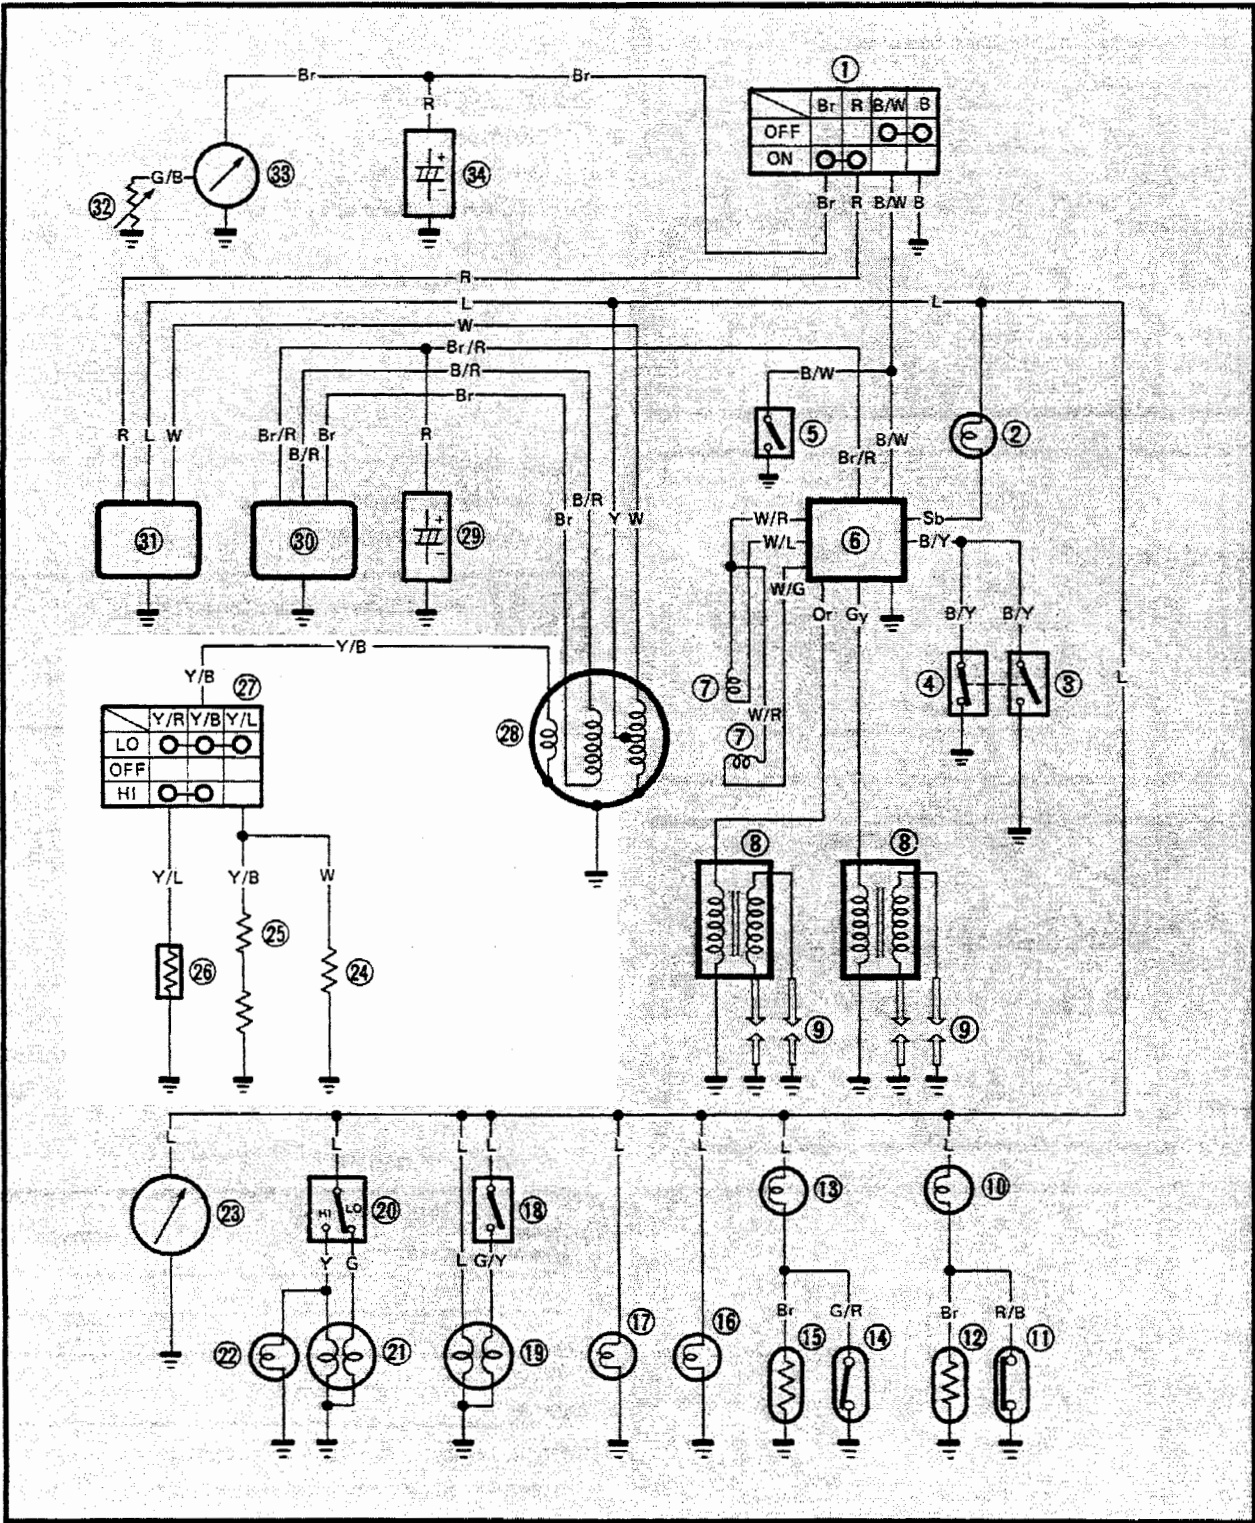 ①
Br R B/W B
OFF
ON
Br Br
R
㉞
㉝
G/B
㉜
Br R B/W B
R
L L
W
Br/R
B/R
Br
B/W
R L W
Br/R B/R Br
R
⑤
②
B/W
Br/R
㉛
㉚
㉙
Br B/R Y W
W/R
W/L
W/G
⑥
Sb
B/Y
Or Gy
B/Y B/Y
Y/B
Y/B
㉗
Y/R Y/B Y/L
LO
OFF
HI
㉘
⑦
W/R
⑦
④ ③
L
⑧ ⑧
Y/L Y/B W
㉖ ㉕ ㉔
⑨ ⑨
L L L L L L L L
㉓
HI LO
⑳
⑱
⑬
⑩
Y G
L G/Y
Br G/R
Br R/B
㉒ ㉑ ⑲ ⑰ ⑯ ⑮ ⑭ ⑫ ⑪